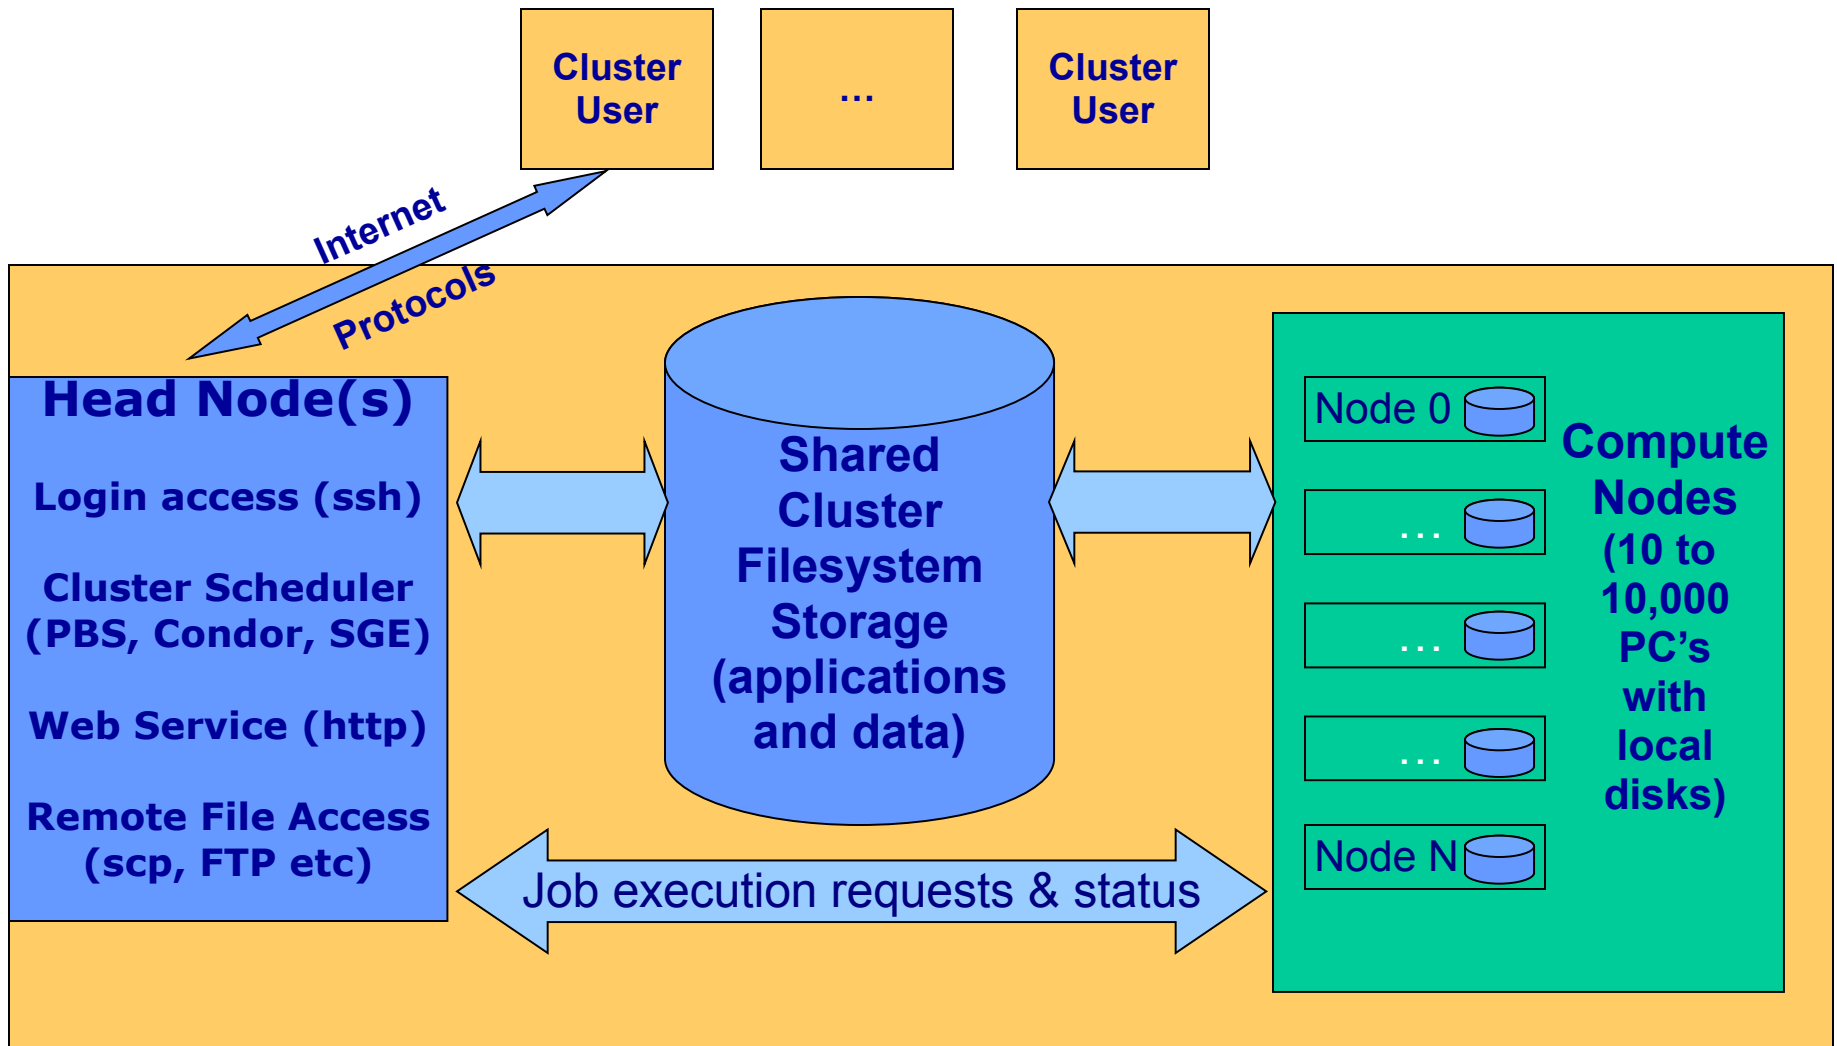 Cluster
User
...
Cluster
User
Internet
Protocols
Head Node(s)
Login access (ssh)
Cluster Scheduler
(PBS, Condor, SGE)
Web Service (http)
Remote File Access
(scp, FTP etc)
Shared
Cluster
Filesystem
Storage
(applications
and data)
Job execution requests & status
Node 0
...
...
...
Node N
Compute
Nodes
(10 to
10,000
PC’s
with
local
disks)